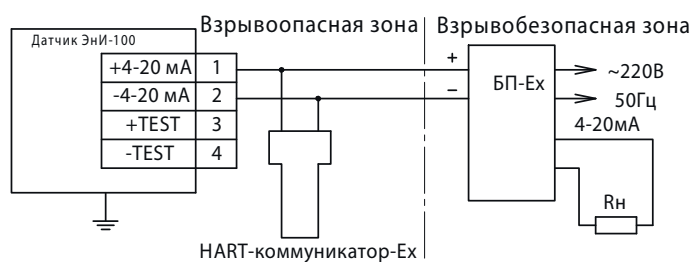 Взрывоопасная зона
Взрывобезопасная зона
Датчик ЭнИ-100
+4-20 мА 1
-4-20 мА 2
+TEST 3
-TEST 4
+
–
БП-Ex
~220В
50Гц
4-20мА
Rн
HART-коммуникатор-Ex